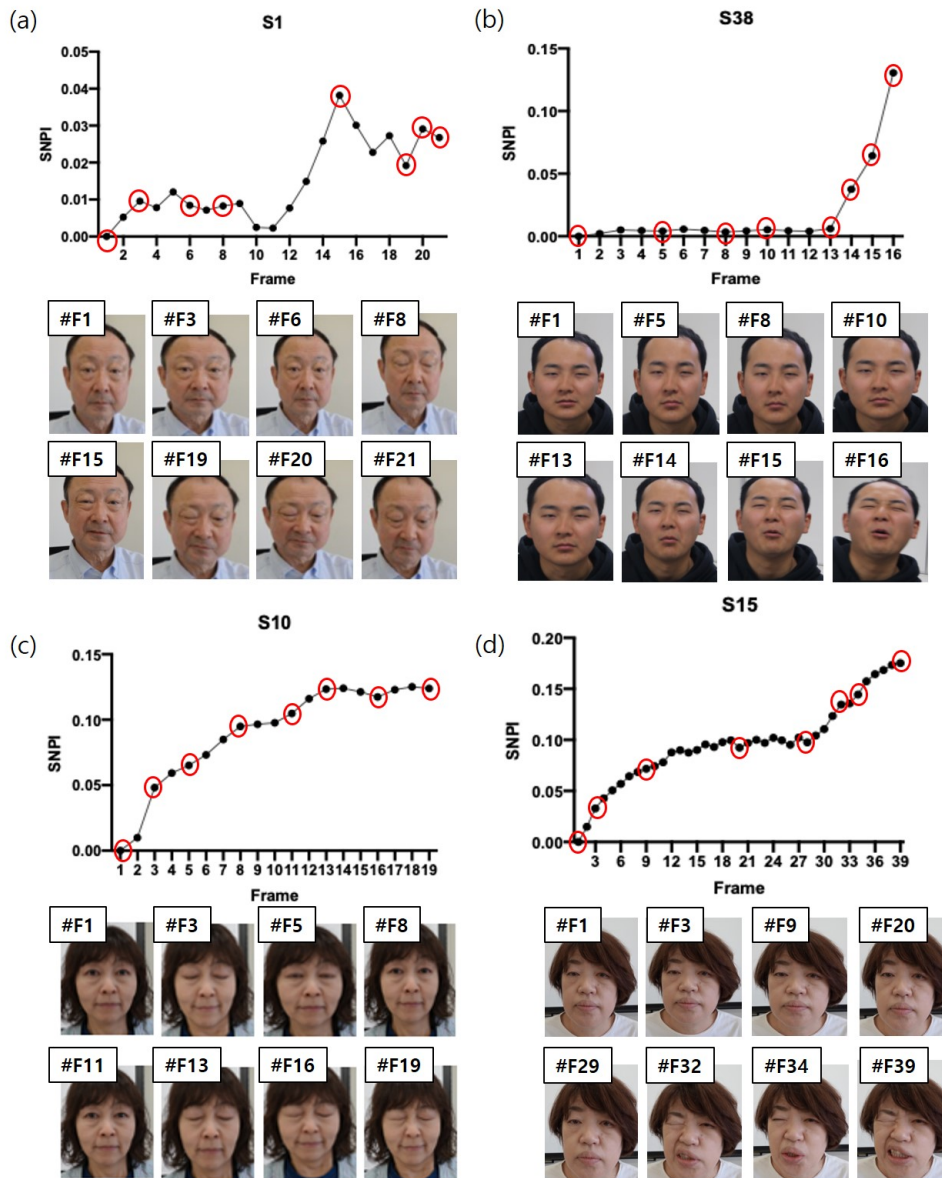 (a)
S1
0.05
0.04
0.03
0.02
0.01
0.00
SNPI
2 4 6 8 10 12 14 16 18 20
Frame
#F1 #F3 #F6 #F8
#F15 #F19 #F20 #F21
(b)
S38
0.15
0.10
0.05
0.00
SNPI
1 2 3 4 5 6 7 8 9 10 11 12 13 14 15 16
Frame
#F1 #F5 #F8 #F10
#F13 #F14 #F15 #F16
(c)
S10
0.15
0.10
0.05
0.00
SNPI
1 2 3 4 5 6 7 8 9 10 11 12 13 14 15 16 17 18 19
Frame
#F1 #F3 #F5 #F8
#F11 #F13 #F16 #F19
(d)
S15
0.20
0.15
0.10
0.05
0.00
SNPI
3 6 9 12 15 18 21 24 27 30 33 36 39
Frame
#F1 #F3 #F9 #F20
#F29 #F32 #F34 #F39